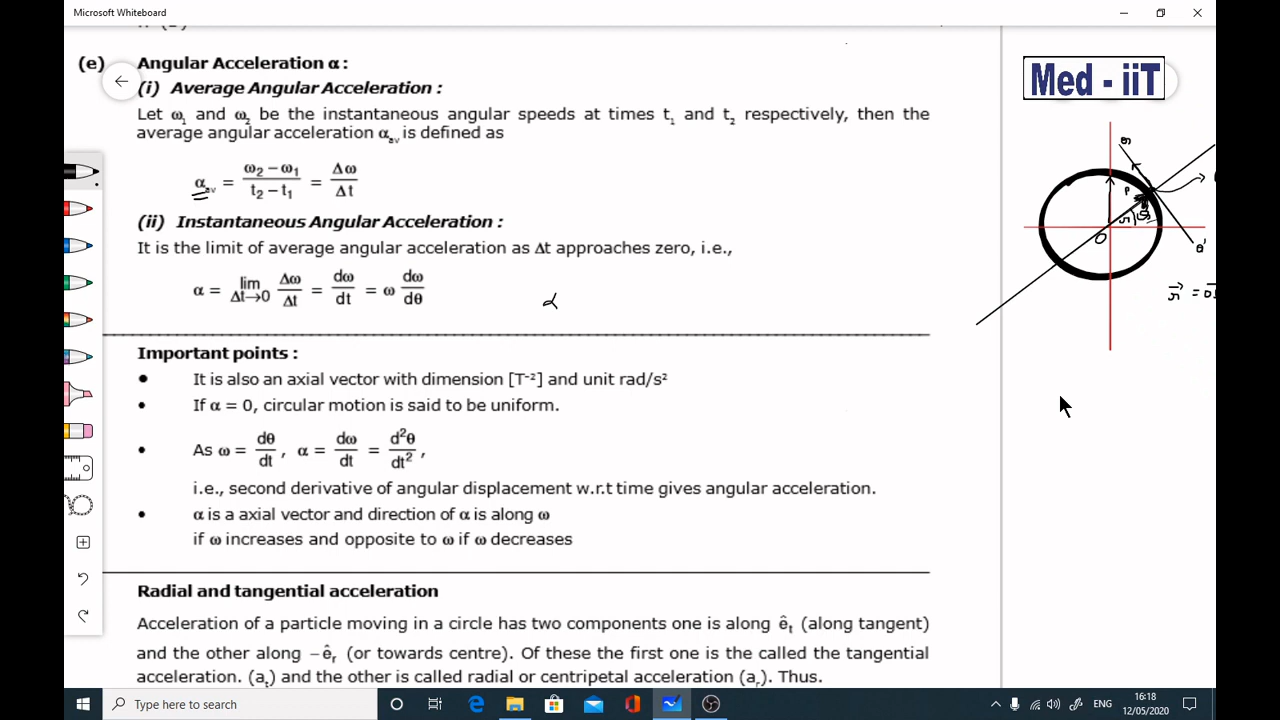 Microsoft Whiteboard
(e) Angular Acceleration α :
(i) Average Angular Acceleration :
Let ω₁ and ω₂ be the instantaneous angular speeds at times t₁ and t₂ respectively, then the
average angular acceleration αₐᵥ is defined as
αₐᵥ = (ω₂ – ω₁)/(t₂ – t₁) = Δω/Δt
(ii) Instantaneous Angular Acceleration :
It is the limit of average angular acceleration as Δt approaches zero, i.e.,
α = lim Δt→0 Δω/Δt = dω/dt = ω dω/dθ
α
Important points :
• It is also an axial vector with dimension [T⁻²] and unit rad/s²
• If α = 0, circular motion is said to be uniform.
• As ω = dθ/dt, α = dω/dt = d²θ/dt²,
i.e., second derivative of angular displacement w.r.t time gives angular acceleration.
• α is a axial vector and direction of α is along ω
if ω increases and opposite to ω if ω decreases
Radial and tangential acceleration
Acceleration of a particle moving in a circle has two components one is along êₜ (along tangent)
and the other along –êᵣ (or towards centre). Of these the first one is the called the tangential
acceleration. (aₜ) and the other is called radial or centripetal acceleration (aᵣ). Thus.
Med - iiT
P
O
Type here to search
ENG
16:18
12/05/2020